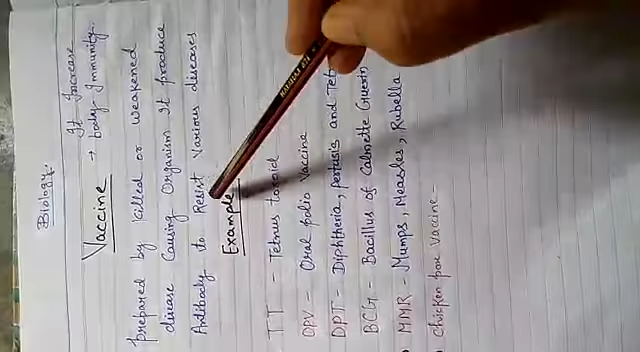 Biology.
It Increase
Vaccine → body Immunity.
prepared by killed or weakened
disease Causing Organism It produce
Antibody to Resist Various diseases
Example
TT - Tetnus toxoid
OPV - Oral polio Vaccine
DPT - Diphtheria, pertusis and Tet
BCG - Bacillus of Calmette Guerin
• MMR - Mumps, Measles, Rubella
• Chicken pox Vaccine-